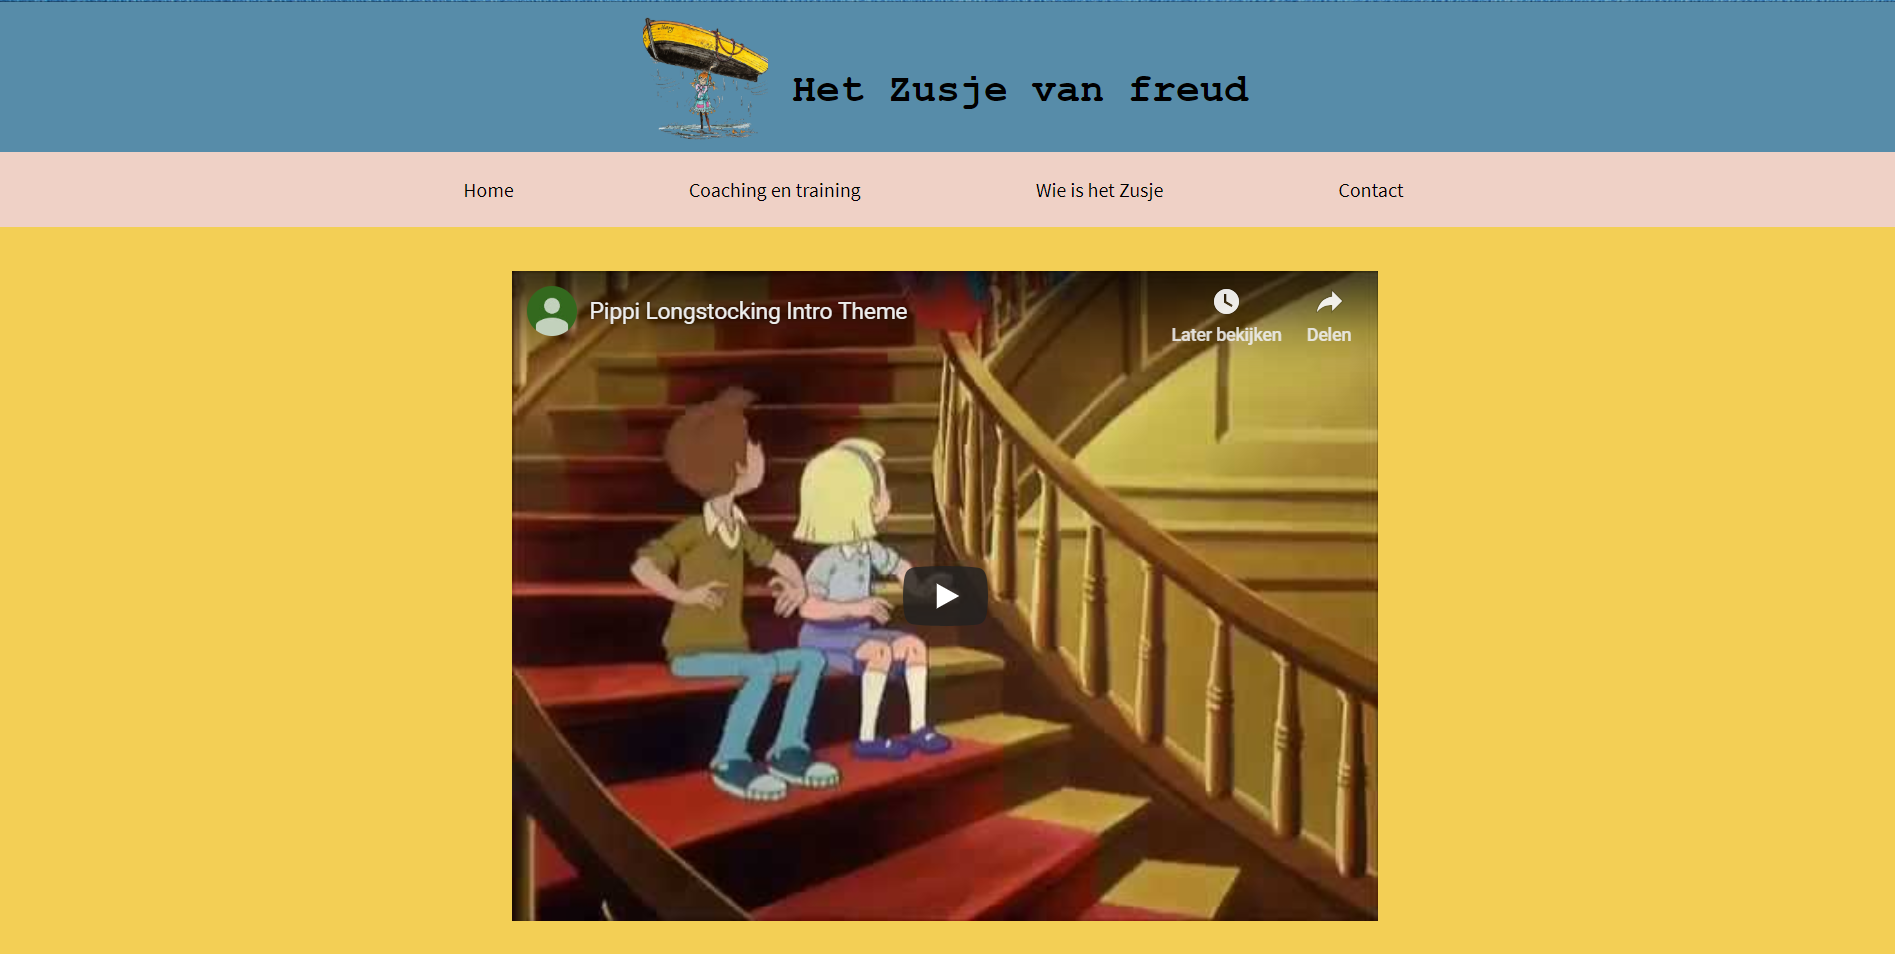 Het Zusje van freud
Home
Coaching en training
Wie is het Zusje
Contact
Pippi Longstocking Intro Theme
Later bekijken
Delen